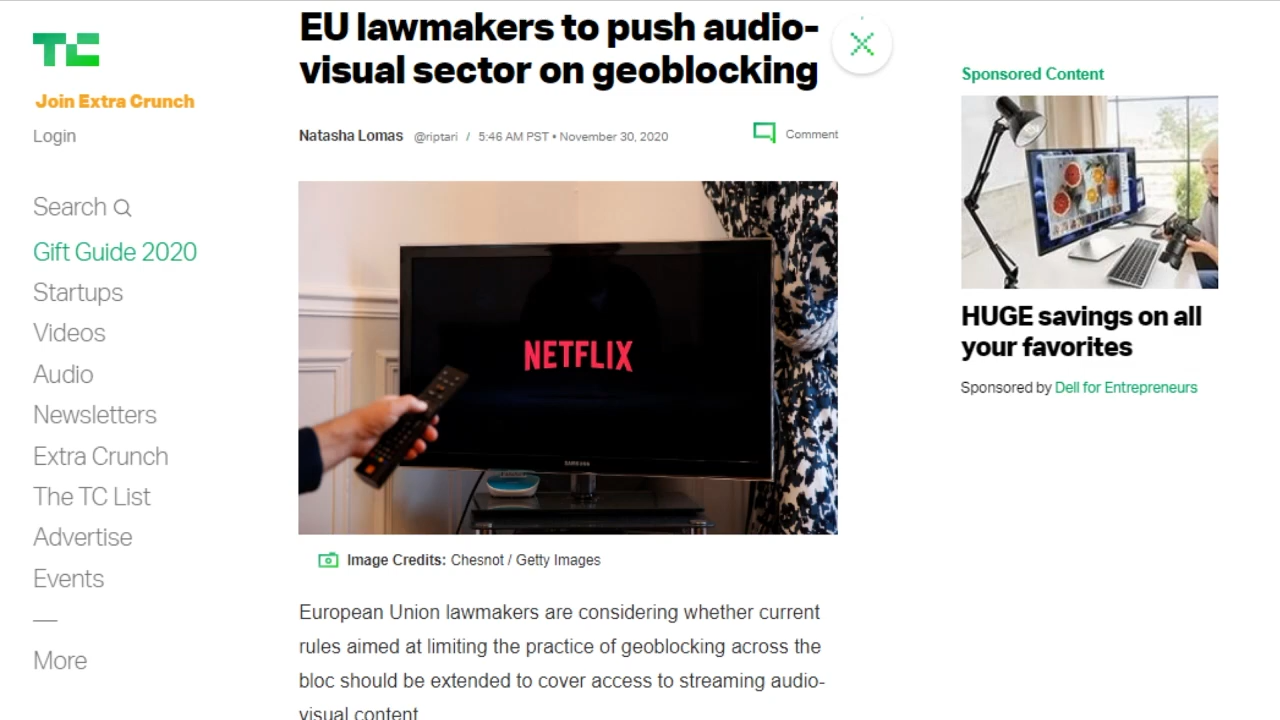 TC
Join Extra Crunch
Login
Search
Gift Guide 2020
Startups
Videos
Audio
Newsletters
Extra Crunch
The TC List
Advertise
Events
—
More
EU lawmakers to push audio-
visual sector on geoblocking
Natasha Lomas @riptari / 5:46 AM PST • November 30, 2020
Comment
NETFLIX
SAMSUNG
Image Credits: Chesnot / Getty Images
European Union lawmakers are considering whether current
rules aimed at limiting the practice of geoblocking across the
bloc should be extended to cover access to streaming audio-
visual content
Sponsored Content
HUGE savings on all
your favorites
Sponsored by Dell for Entrepreneurs